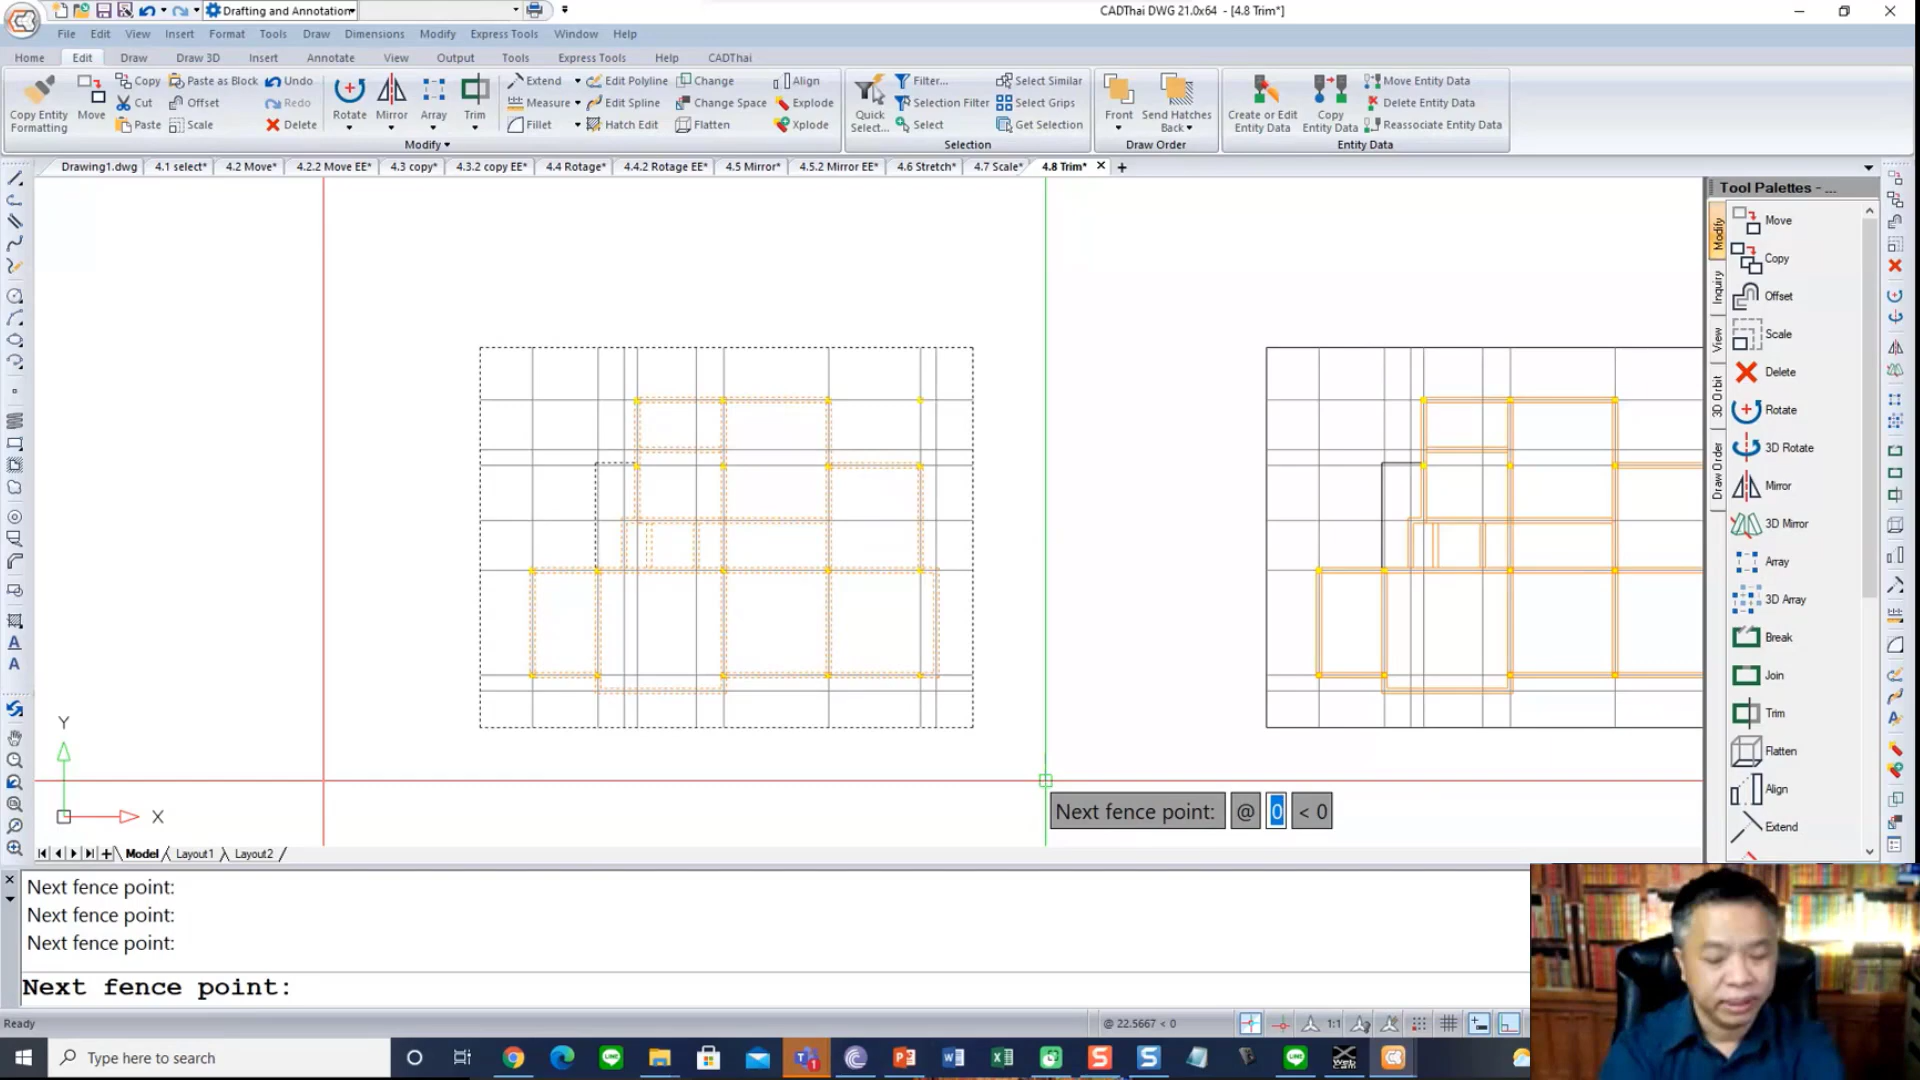 Drafting and Annotation
CADThai DWG 21.0x64 - [4.8 Trim*]
File Edit View Insert Format Tools Draw Dimensions Modify Express Tools Window Help
Home Edit Draw Draw 3D Insert Annotate View Output Tools Express Tools Help CADThai
Copy Entity Formatting
Move
Copy
Cut
Paste
Paste as Block
Offset
Scale
Undo
Redo
Delete
Rotate
Mirror
Array
Trim
Extend
Measure
Fillet
Edit Polyline
Edit Spline
Hatch Edit
Change
Change Space
Flatten
Align
Explode
Xplode
Modify
Quick Select...
Filter...
Selection Filter
Select
Select Similar
Select Grips
Get Selection
Selection
Front
Send Hatches Back
Draw Order
Create or Edit Entity Data
Copy Entity Data
Move Entity Data
Delete Entity Data
Reassociate Entity Data
Entity Data
Drawing1.dwg 4.1 select* 4.2 Move* 4.2.2 Move EE* 4.3 copy* 4.3.2 copy EE* 4.4 Rotage* 4.4.2 Rotage EE* 4.5 Mirror* 4.5.2 Mirror EE* 4.6 Stretch* 4.7 Scale* 4.8 Trim*
Tool Palettes - ...
Modify
Inquiry
View
3D Orbit
Draw Order
Move
Copy
Offset
Scale
Delete
Rotate
3D Rotate
Mirror
3D Mirror
Array
3D Array
Break
Join
Trim
Flatten
Align
Extend
Y
X
Next fence point: @ 0 < 0
Model Layout1 Layout2
Next fence point:
Next fence point:
Next fence point:
Next fence point:
Ready
@ 22.5667 < 0
1:1
Type here to search